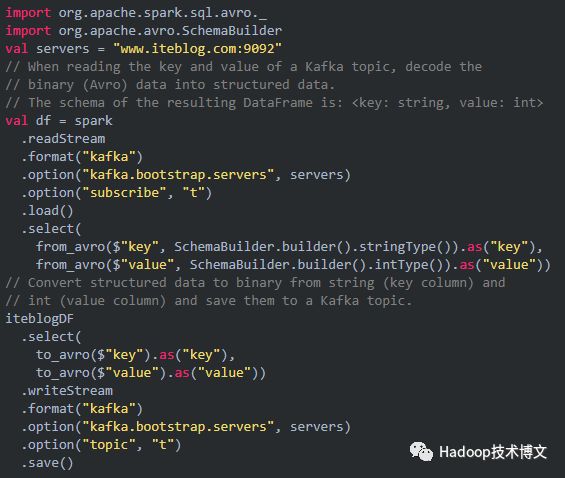 import org.apache.spark.sql.avro._
import org.apache.avro.SchemaBuilder
val servers = "www.iteblog.com:9092"
// When reading the key and value of a Kafka topic, decode the
// binary (Avro) data into structured data.
// The schema of the resulting DataFrame is: <key: string, value: int>
val df = spark
  .readStream
  .format("kafka")
  .option("kafka.bootstrap.servers", servers)
  .option("subscribe", "t")
  .load()
  .select(
    from_avro($"key", SchemaBuilder.builder().stringType()).as("key"),
    from_avro($"value", SchemaBuilder.builder().intType()).as("value"))
// Convert structured data to binary from string (key column) and
// int (value column) and save them to a Kafka topic.
iteblogDF
  .select(
    to_avro($"key").as("key"),
    to_avro($"value").as("value"))
  .writeStream
  .format("kafka")
  .option("kafka.bootstrap.servers", servers)
  .option("topic", "t")
  .save()
Hadoop技术博文